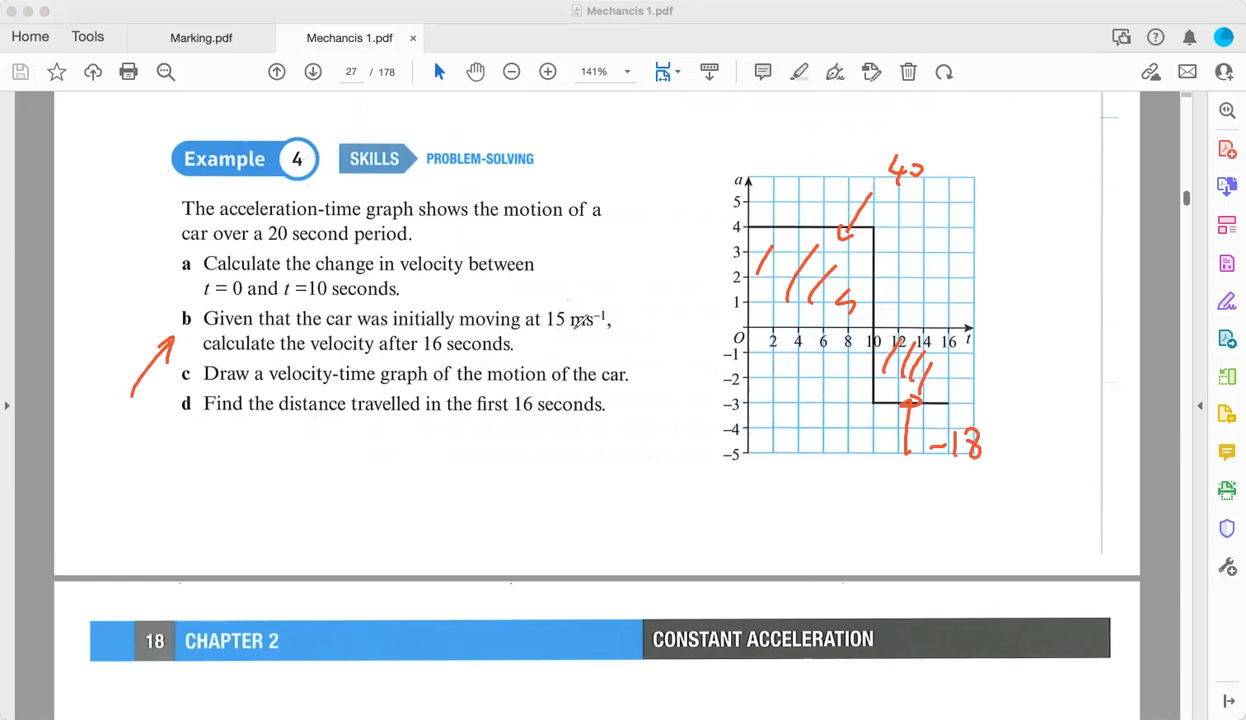 Mechancis 1.pdf
Home Tools Marking.pdf Mechancis 1.pdf ×
27 / 178 141%
Example 4 SKILLS PROBLEM-SOLVING
The acceleration-time graph shows the motion of a
car over a 20 second period.
a Calculate the change in velocity between
t = 0 and t =10 seconds.
b Given that the car was initially moving at 15 ms⁻¹,
calculate the velocity after 16 seconds.
c Draw a velocity-time graph of the motion of the car.
d Find the distance travelled in the first 16 seconds.
40
a
5
4
3
2
1
O 2 4 6 8 10 12 14 16 t
−1
−2
−3
−4
−5
−18
18 CHAPTER 2 CONSTANT ACCELERATION